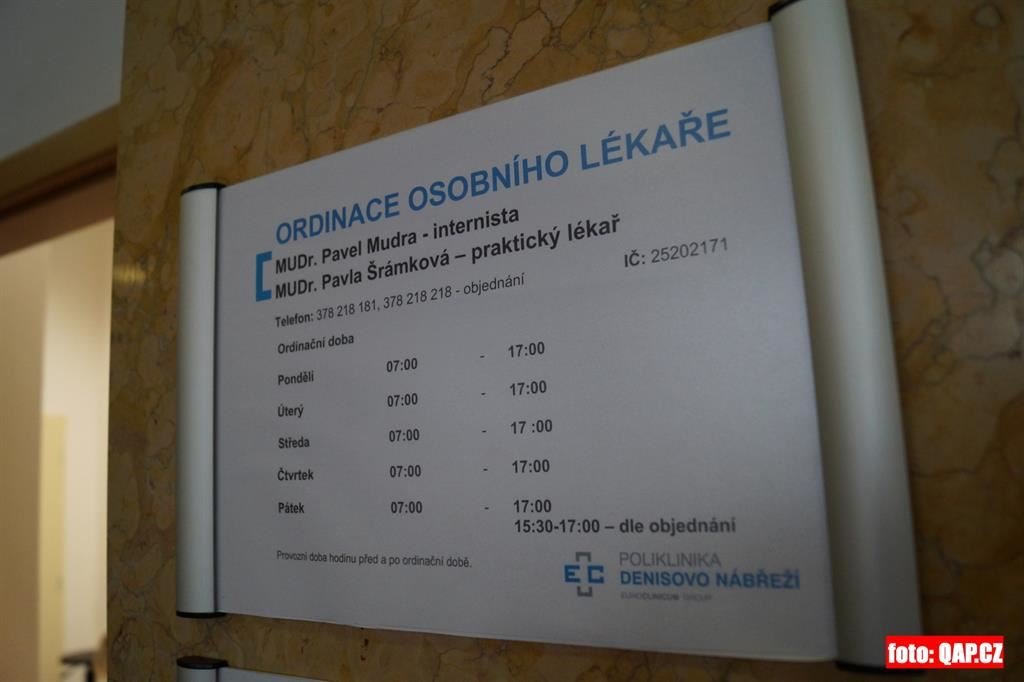 ORDINACE OSOBNÍHO LÉKAŘE
MUDr. Pavel Mudra - internista
MUDr. Pavla Šrámková – praktický lékař
IČ: 25202171
Telefon: 378 218 181, 378 218 218 - objednání
Ordinační doba
Pondělí 07:00 - 17:00
Úterý 07:00 - 17:00
Středa 07:00 - 17 :00
Čtvrtek 07:00 - 17:00
Pátek 07:00 - 17:00
15:30-17:00 – dle objednání
Provozní doba hodinu před a po ordinační době.
EC POLIKLINIKA
DENISOVO NÁBŘEŽÍ
EUROCLINICUM GROUP
foto: QAP.CZ